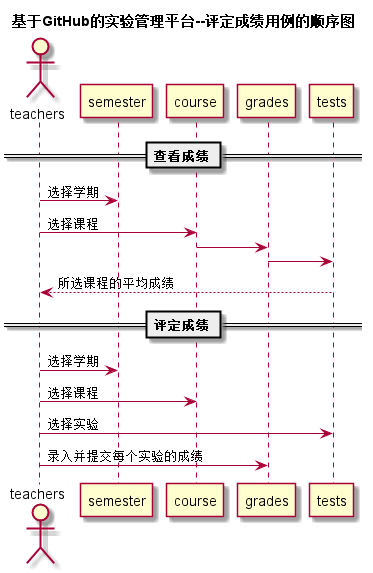 基于GitHub的实验管理平台--评定成绩用例的顺序图
teachers
semester
course
grades
tests
查看成绩
选择学期
选择课程
所选课程的平均成绩
评定成绩
选择学期
选择课程
选择实验
录入并提交每个实验的成绩
teachers
semester
course
grades
tests